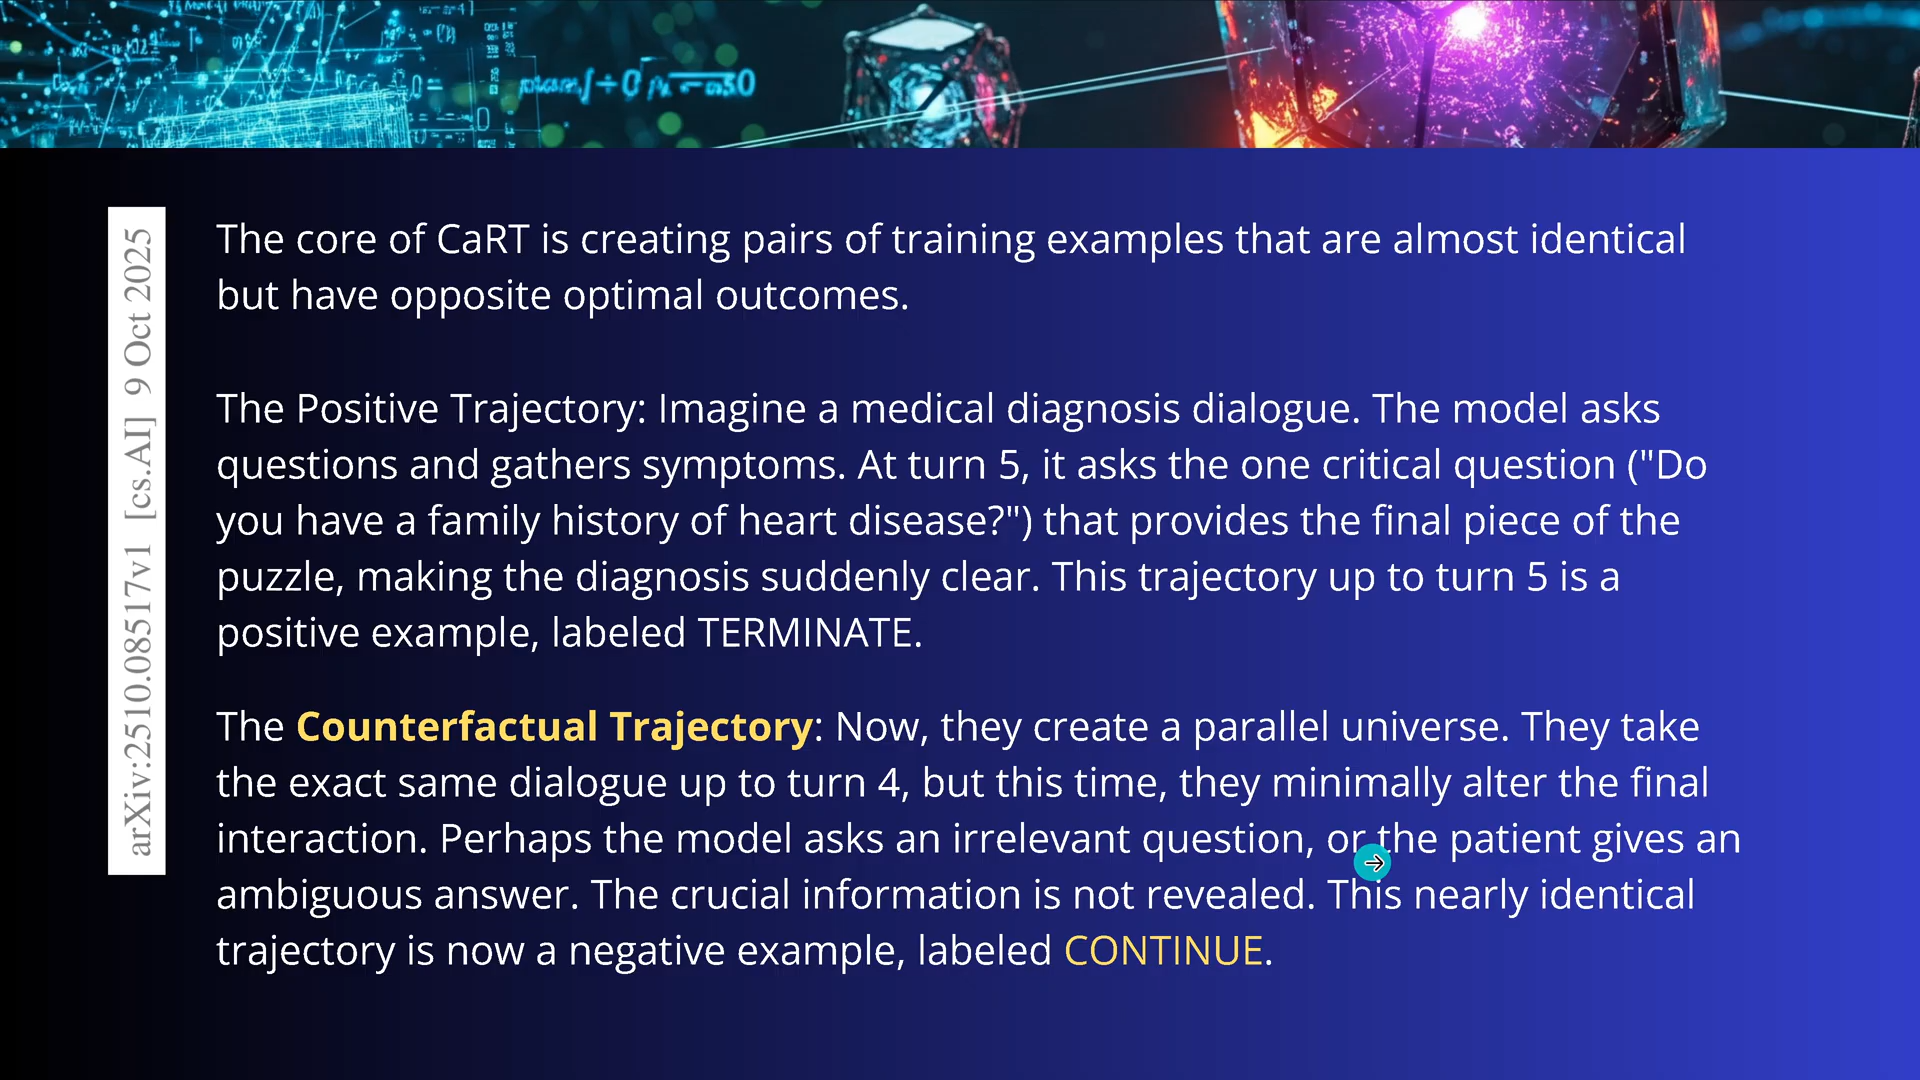 The core of CaRT is creating pairs of training examples that are almost identical
but have opposite optimal outcomes.
The Positive Trajectory: Imagine a medical diagnosis dialogue. The model asks
questions and gathers symptoms. At turn 5, it asks the one critical question ("Do
you have a family history of heart disease?") that provides the final piece of the
puzzle, making the diagnosis suddenly clear. This trajectory up to turn 5 is a
positive example, labeled TERMINATE.
The Counterfactual Trajectory: Now, they create a parallel universe. They take
the exact same dialogue up to turn 4, but this time, they minimally alter the final
interaction. Perhaps the model asks an irrelevant question, or the patient gives an
ambiguous answer. The crucial information is not revealed. This nearly identical
trajectory is now a negative example, labeled CONTINUE.
arXiv:2510.08517v1 [cs.AI] 9 Oct 2025